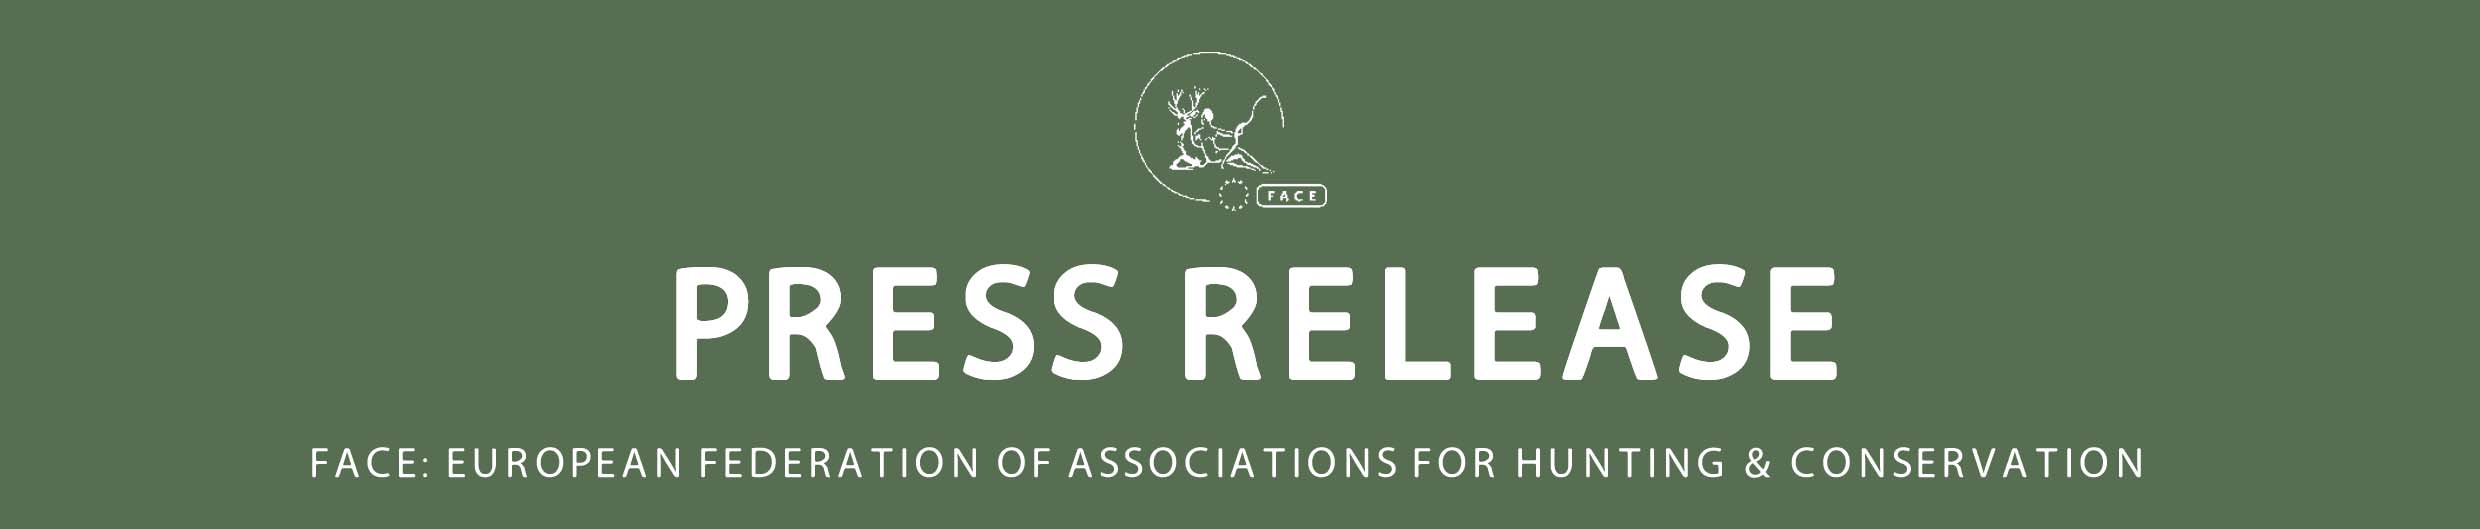 FACE
PRESS RELEASE
FACE: EUROPEAN FEDERATION OF ASSOCIATIONS FOR HUNTING & CONSERVATION